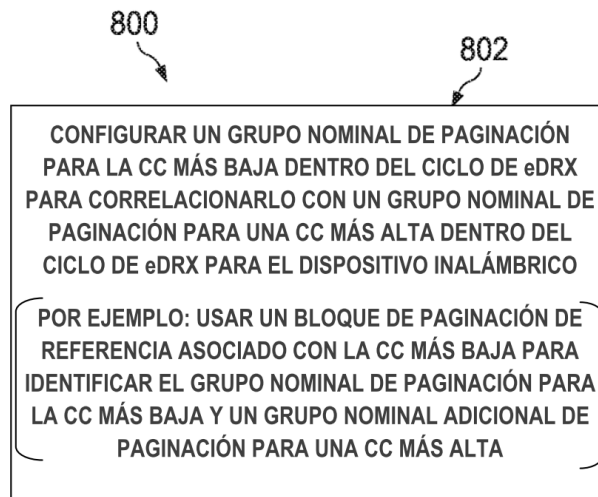 800
802
CONFIGURAR UN GRUPO NOMINAL DE PAGINACIÓN
PARA LA CC MÁS BAJA DENTRO DEL CICLO DE eDRX
PARA CORRELACIONARLO CON UN GRUPO NOMINAL DE
PAGINACIÓN PARA UNA CC MÁS ALTA DENTRO DEL
CICLO DE eDRX PARA EL DISPOSITIVO INALÁMBRICO
POR EJEMPLO: USAR UN BLOQUE DE PAGINACIÓN DE
REFERENCIA ASOCIADO CON LA CC MÁS BAJA PARA
IDENTIFICAR EL GRUPO NOMINAL DE PAGINACIÓN PARA
LA CC MÁS BAJA Y UN GRUPO NOMINAL ADICIONAL DE
PAGINACIÓN PARA UNA CC MÁS ALTA